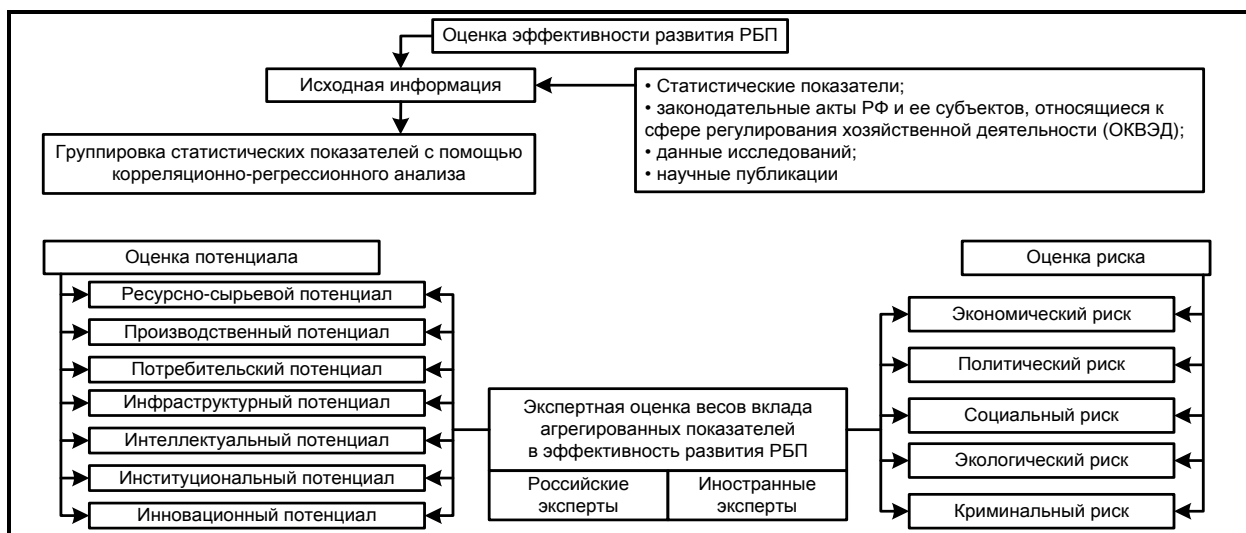 Оценка эффективности развития РБП
Исходная информация
• Статистические показатели;
• законодательные акты РФ и ее субъектов, относящиеся к
сфере регулирования хозяйственной деятельности (ОКВЭД);
• данные исследований;
• научные публикации
Группировка статистических показателей с помощью
корреляционно-регрессионного анализа
Оценка потенциала
Ресурсно-сырьевой потенциал
Производственный потенциал
Потребительский потенциал
Инфраструктурный потенциал
Интеллектуальный потенциал
Институциональный потенциал
Инновационный потенциал
Экспертная оценка весов вклада
агрегированных показателей
в эффективность развития РБП
Российские
эксперты
Иностранные
эксперты
Оценка риска
Экономический риск
Политический риск
Социальный риск
Экологический риск
Криминальный риск